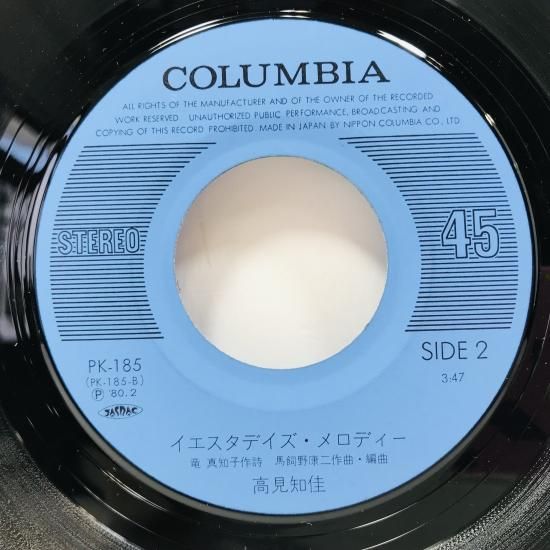 COLUMBIA
ALL RIGHTS OF THE MANUFACTURER AND OF THE OWNER OF THE RECORDED
WORK RESERVED UNAUTHORIZED PUBLIC PERFORMANCE, BROADCASTING AND
COPYING OF THIS RECORD PROHIBITED. MADE IN JAPAN BY NIPPON COLUMBIA CO., LTD.
STEREO
45
PK-185
(PK-185-B)
Ⓟ '80.2
JASRAC
SIDE 2
3:47
イエスタデイズ・メロディー
竜 真知子作詩 馬飼野康二作曲・編曲
高見知佳